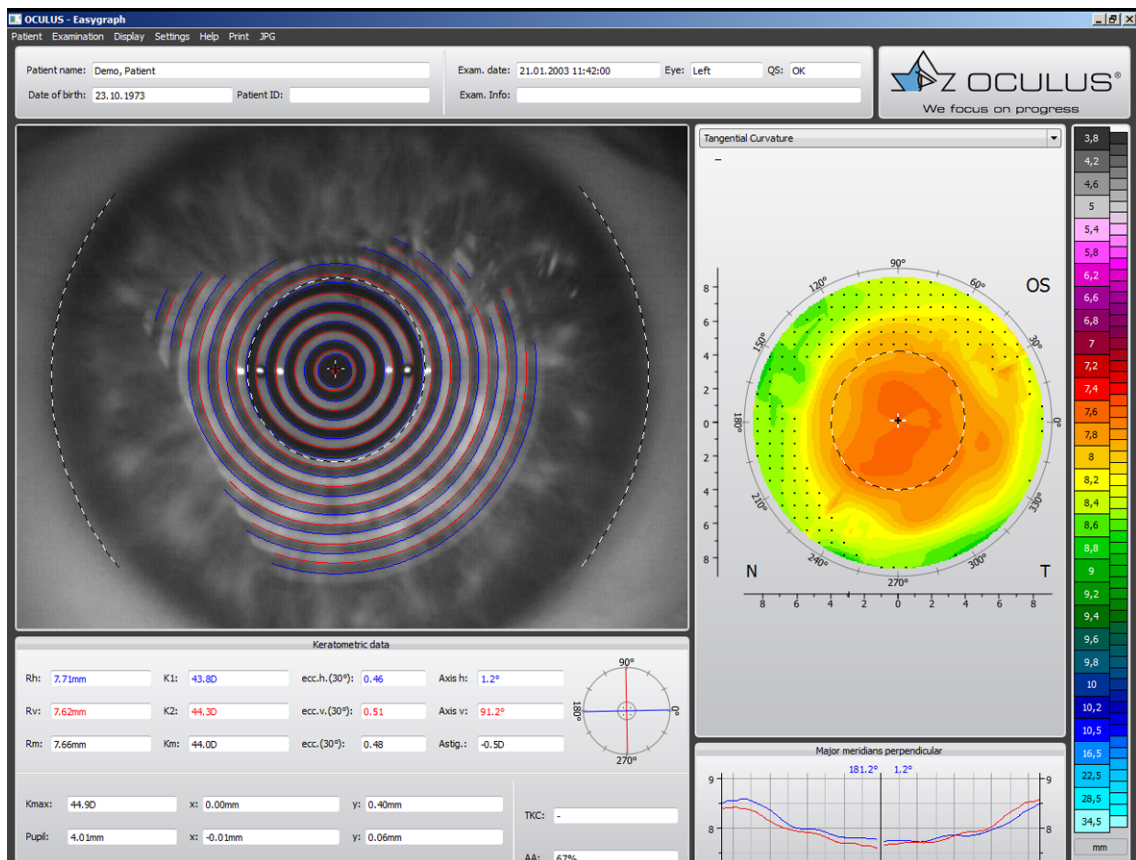 OCULUS - Easygraph
Patient Examination Display Settings Help Print JPG
Patient name: Demo, Patient
Exam. date: 21.01.2003 11:42:00 Eye: Left QS: OK
Date of birth: 23.10.1973 Patient ID:
Exam. Info:
OCULUS®
We focus on progress
Tangential Curvature
-
OS
90°
120° 60°
150° 30°
180° 0°
210° 330°
240° 300°
270°
8
6
4
2
0
2
4
6
8
N T
8 6 4 2 0 2 4 6 8
3,8
4,2
4,6
5
5,4
5,8
6,2
6,6
6,8
7
7,2
7,4
7,6
7,8
8
8,2
8,4
8,6
8,8
9
9,2
9,4
9,6
9,8
10
10,2
10,5
16,5
22,5
28,5
34,5
mm
Keratometric data
Rh: 7.71mm K1: 43.8D ecc.h.(30°): 0.46 Axis h: 1.2°
Rv: 7.62mm K2: 44.3D ecc.v.(30°): 0.51 Axis v: 91.2°
Rm: 7.66mm Km: 44.0D ecc.(30°): 0.48 Astig.: -0.5D
90°
180° 0°
270°
Kmax: 44.9D x: 0.00mm y: 0.40mm
Pupil: 4.01mm x: -0.01mm y: 0.06mm
TKC: -
AA: 67%
Major meridians perpendicular
181.2° 1.2°
9 9
8 8